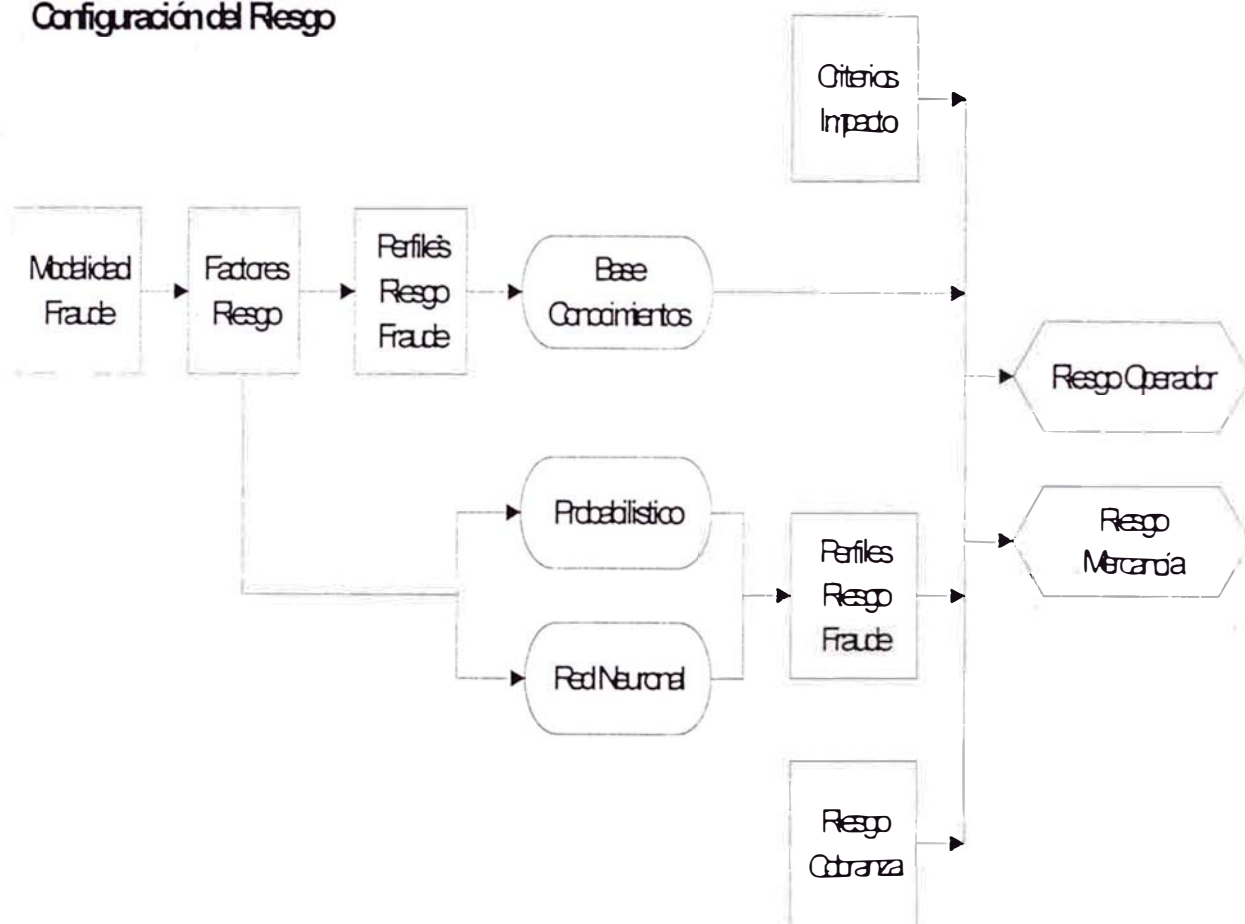 Configuración del Riesgo
Criterios
Impacto
Modalidad
Fraude
Factores
Riesgo
Perfiles
Riesgo
Fraude
Base
Conocimientos
Riesgo Operador
Probabilistico
Perfiles
Riesgo
Fraude
Riesgo
Mercancía
Red Neuronal
Riesgo
Cobranza